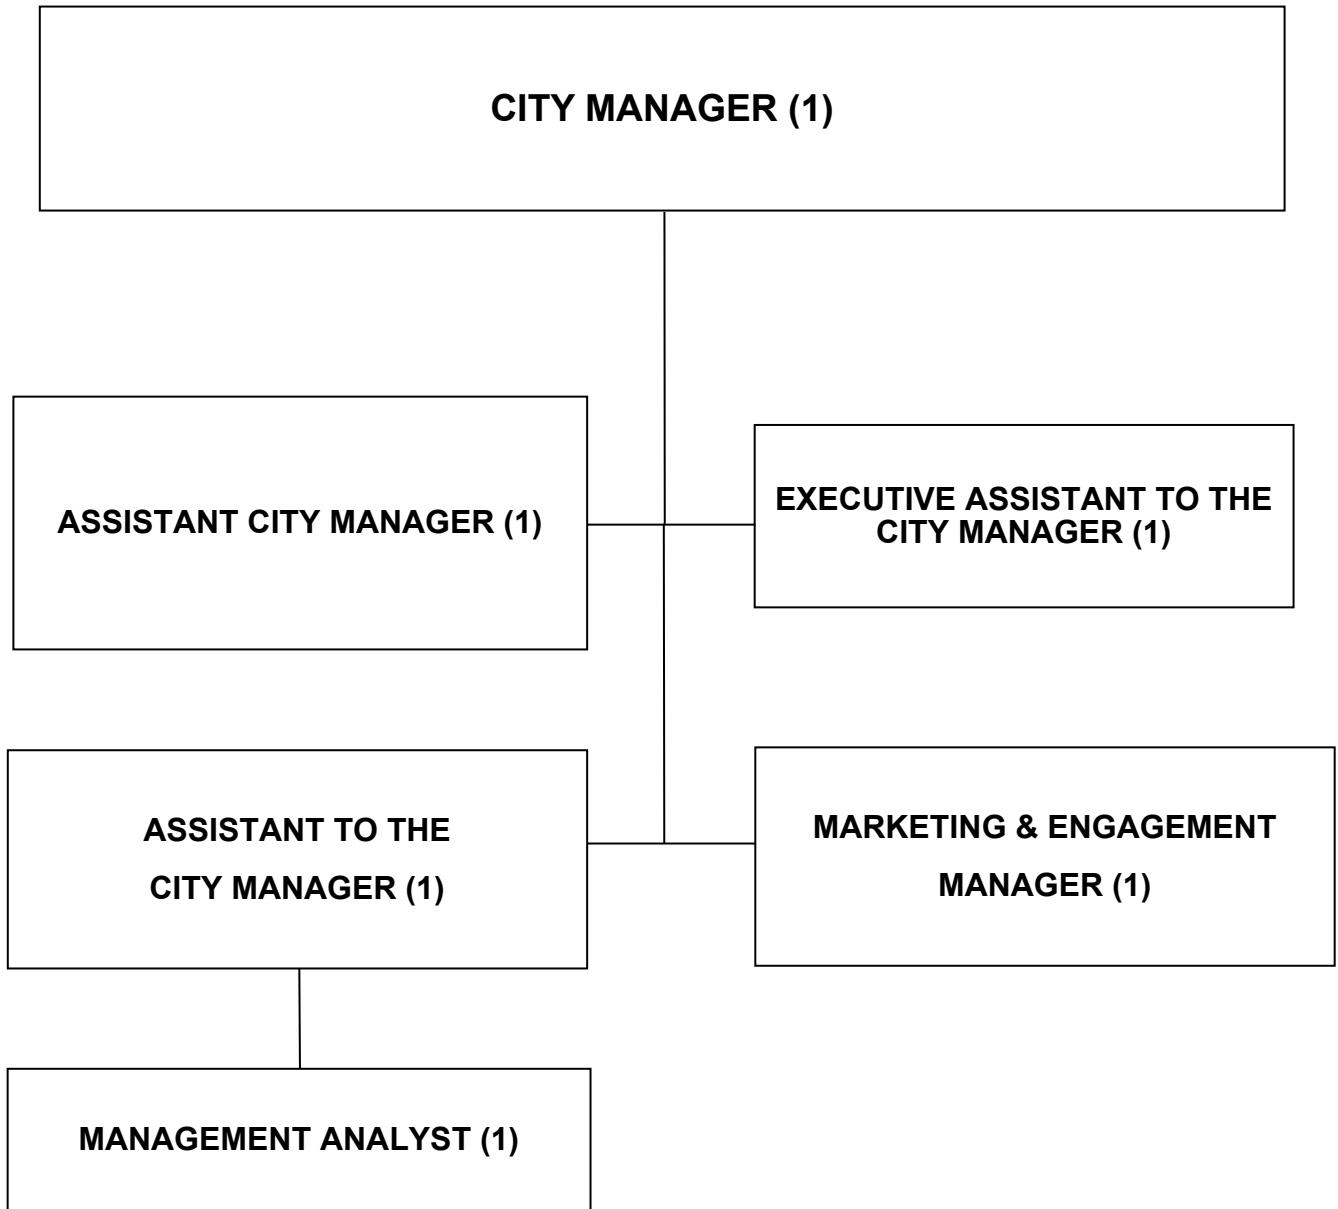 CITY MANAGER (1)
ASSISTANT CITY MANAGER (1)
EXECUTIVE ASSISTANT TO THE
CITY MANAGER (1)
ASSISTANT TO THE
CITY MANAGER (1)
MARKETING & ENGAGEMENT
MANAGER (1)
MANAGEMENT ANALYST (1)